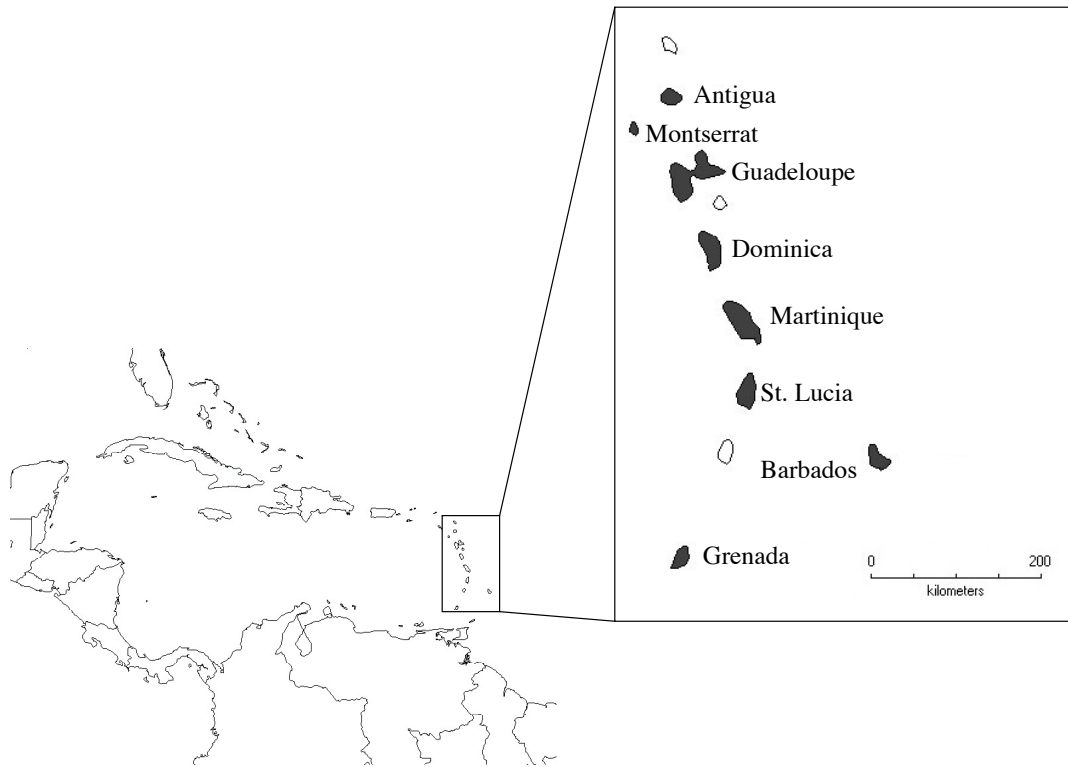 Antigua
Montserrat
Guadeloupe
Dominica
Martinique
St. Lucia
Barbados
Grenada
0 200
kilometers